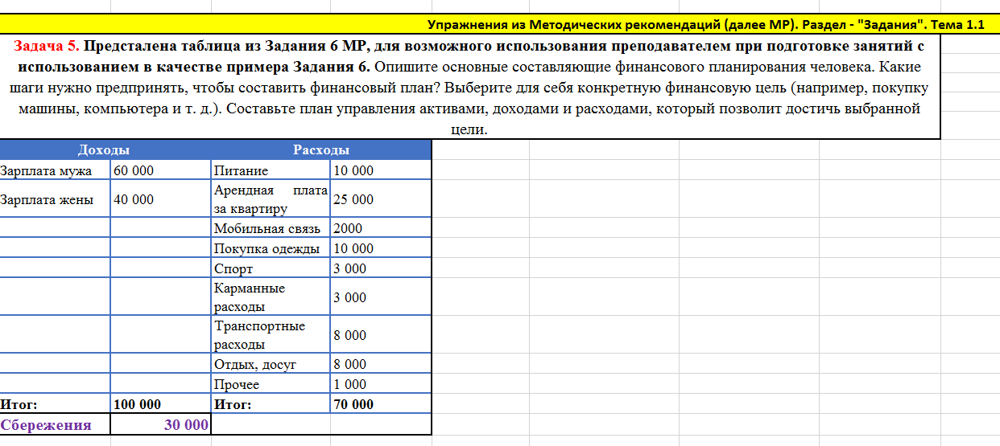 Упражнения из Методических рекомендаций (далее МР). Раздел - "Задания". Тема 1.1
Задача 5. Предсталена таблица из Задания 6 МР, для возможного использования преподавателем при подготовке занятий с
использованием в качестве примера Задания 6. Опишите основные составляющие финансового планирования человека. Какие
шаги нужно предпринять, чтобы составить финансовый план? Выберите для себя конкретную финансовую цель (например, покупку
машины, компьютера и т. д.). Составьте план управления активами, доходами и расходами, который позволит достичь выбранной
цели.
Доходы Расходы
Зарплата мужа 60 000 Питание 10 000
Зарплата жены 40 000 Арендная плата
за квартиру 25 000
Мобильная связь 2000
Покупка одежды 10 000
Спорт 3 000
Карманные
расходы 3 000
Транспортные
расходы 8 000
Отдых, досуг 8 000
Прочее 1 000
Итог: 100 000 Итог: 70 000
Сбережения 30 000